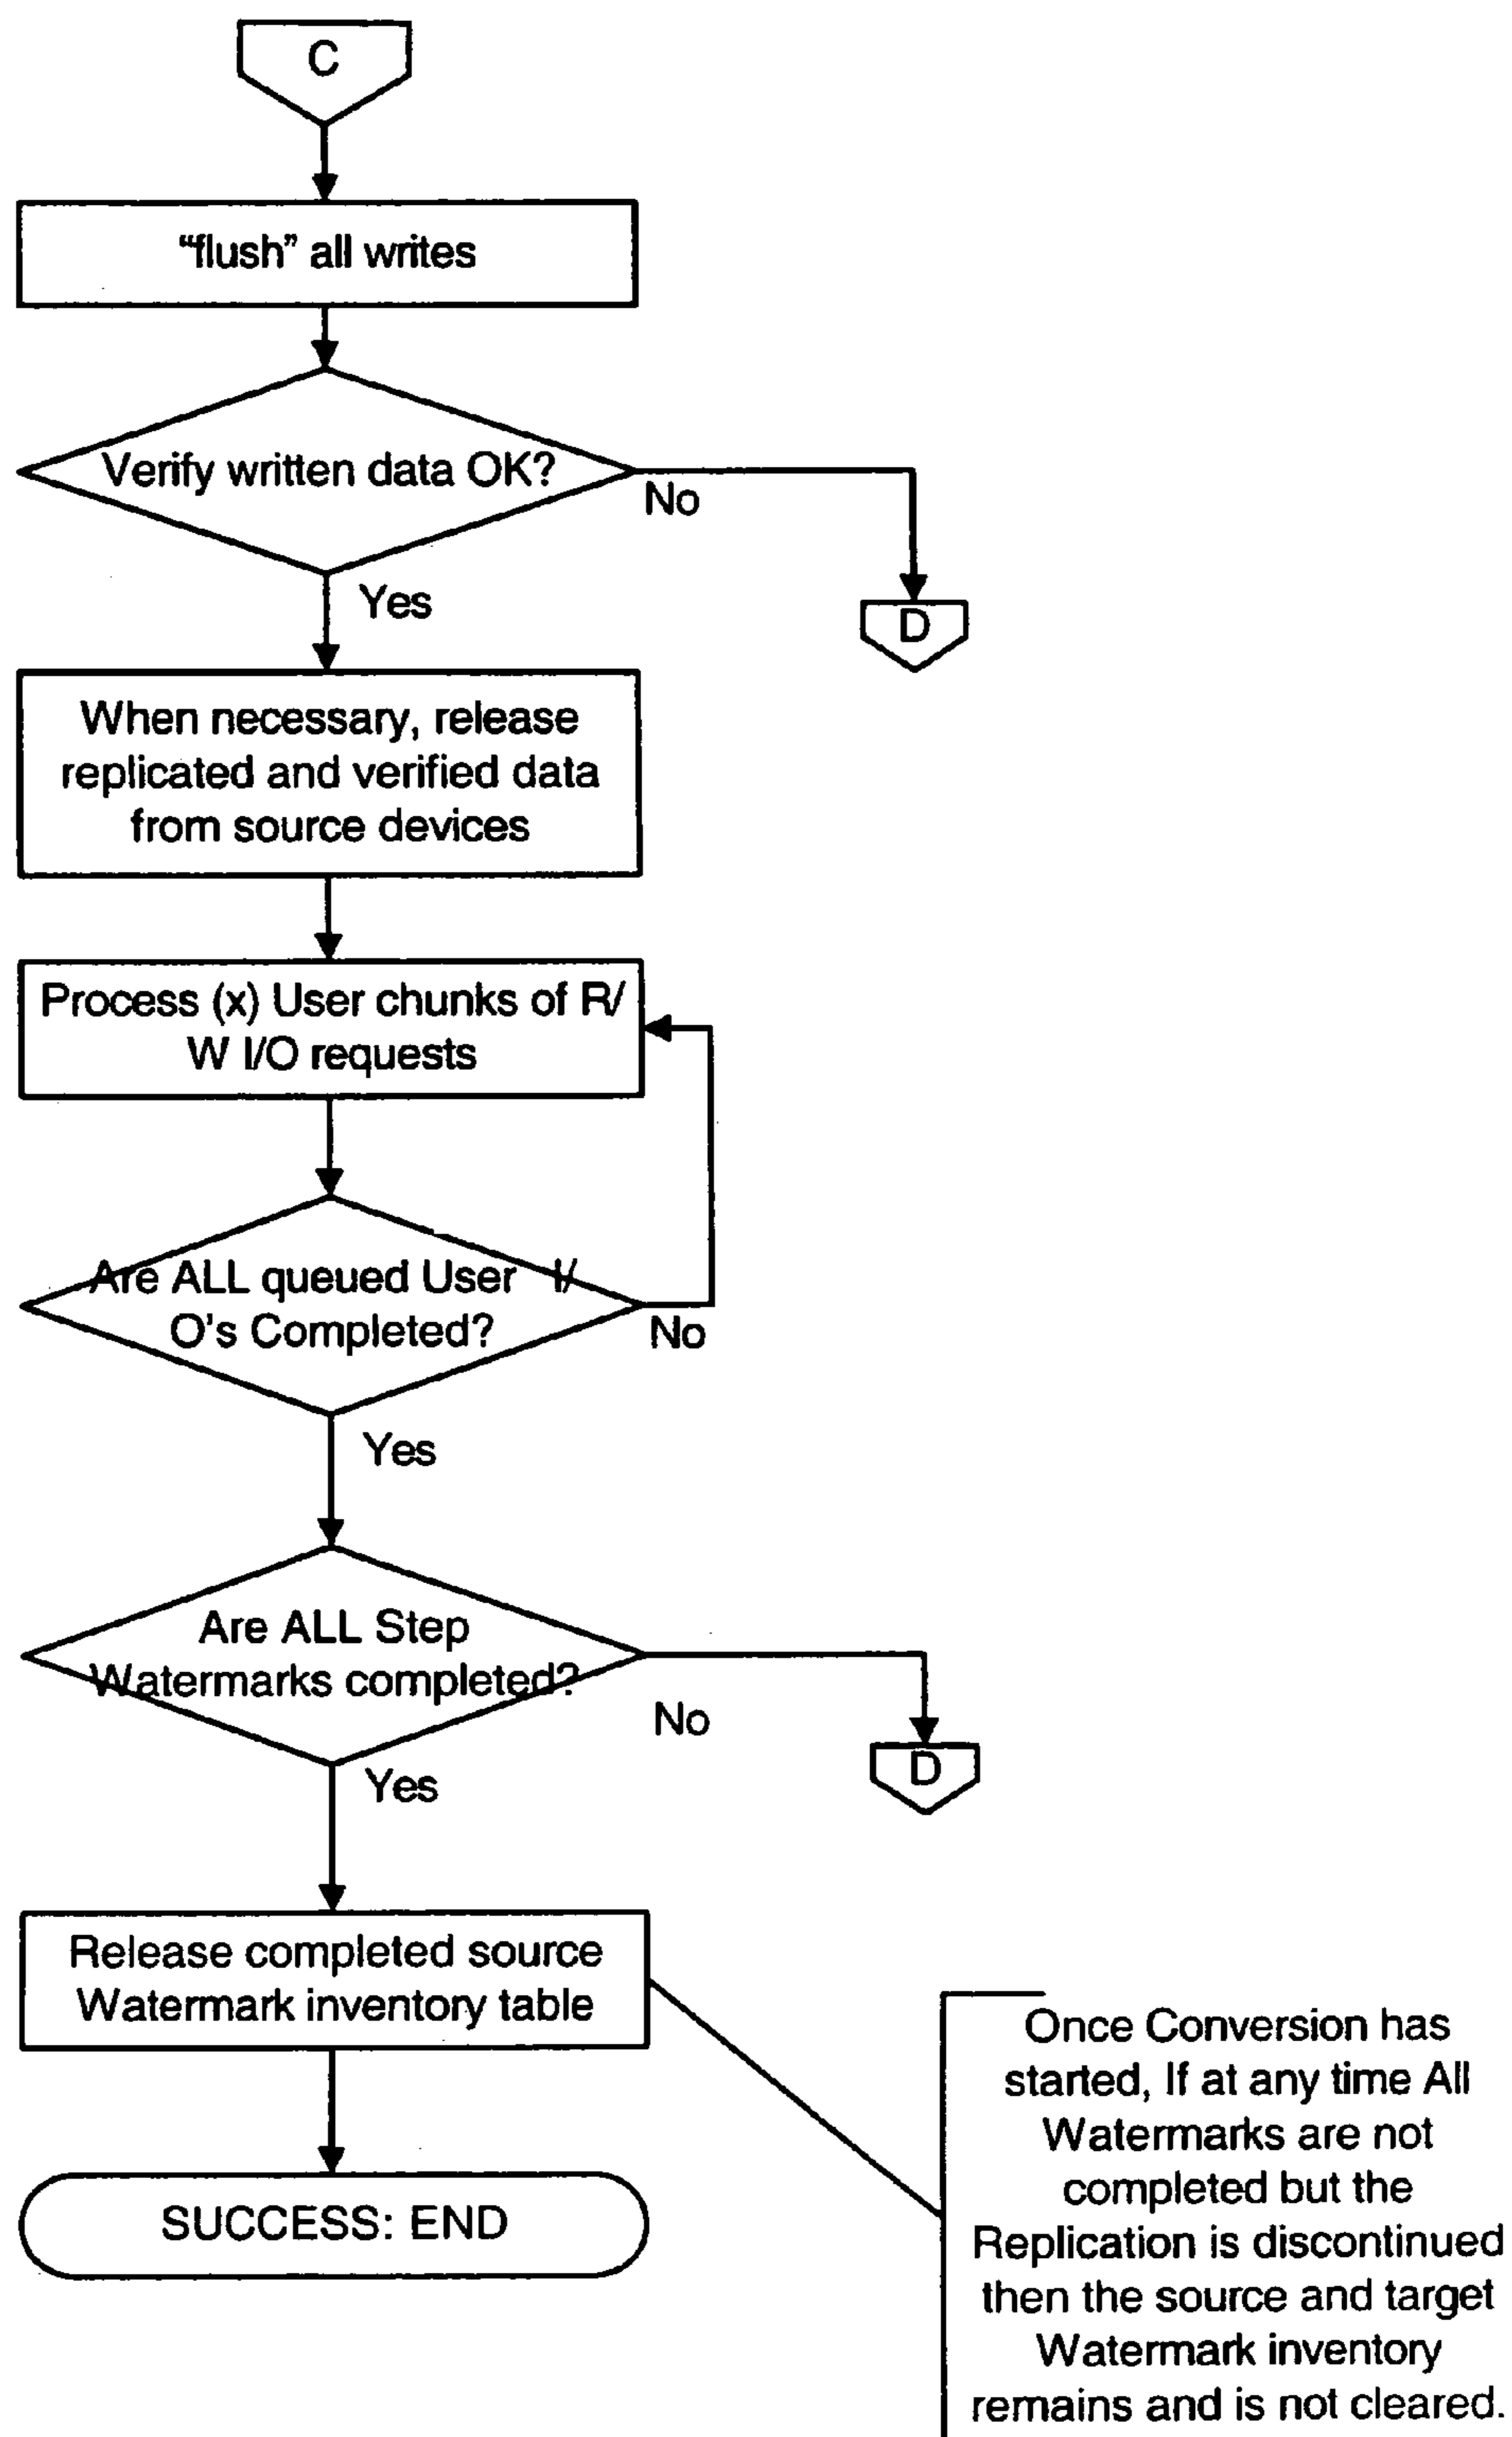 C
“flush” all writes
Verify written data OK?
No
Yes
D
When necessary, release
replicated and verified data
from source devices
Process (x) User chunks of R/
W I/O requests
Are ALL queued User I/
O's Completed?
No
Yes
Are ALL Step
Watermarks completed?
No
D
Yes
Release completed source
Watermark inventory table
SUCCESS: END
Once Conversion has
started, If at any time All
Watermarks are not
completed but the
Replication is discontinued
then the source and target
Watermark inventory
remains and is not cleared.